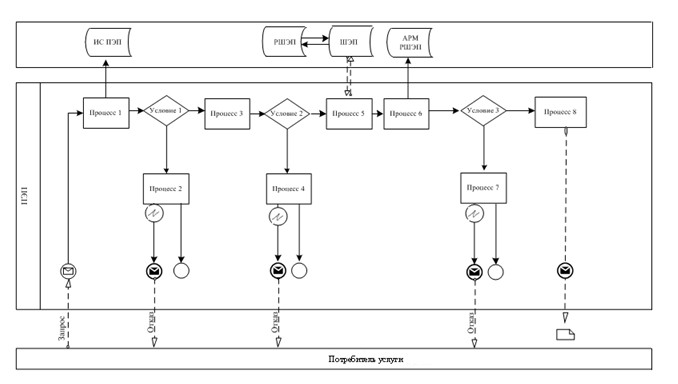 ИС ПЭП
РШЭП
ШЭП
АРМ
РШЭП
ПЭП
Процесс 1
Условие 1
Процесс 3
Условие 2
Процесс 5
Процесс 6
Условие 3
Процесс 8
Процесс 2
Процесс 4
Процесс 7
Запрос
Отказ
Отказ
Отказ
Потребитель услуги